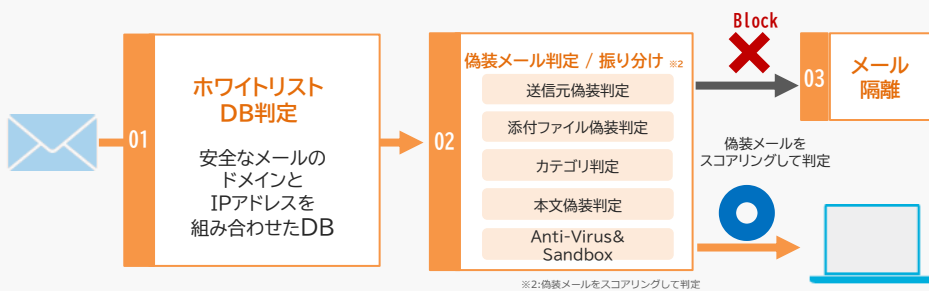 01
ホワイトリスト
DB判定
安全なメールの
ドメインと
IPアドレスを
組み合わせたDB
02
偽装メール判定 / 振り分け ※2
送信元偽装判定
添付ファイル偽装判定
カテゴリ判定
本文偽装判定
Anti-Virus&
Sandbox
※2:偽装メールをスコアリングして判定
Block
03
メール
隔離
偽装メールを
スコアリングして判定